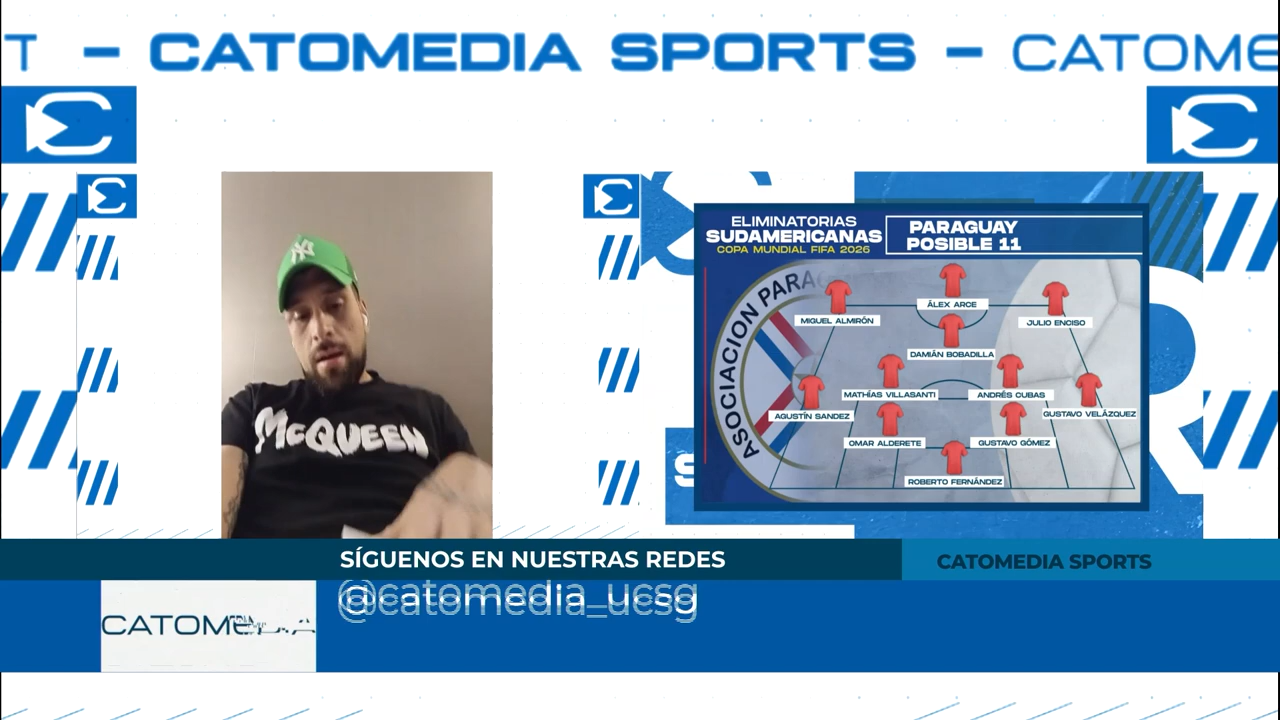 T - CATOMEDIA SPORTS - CATOME
NY
McQUEEN
ELIMINATORIAS
SUDAMERICANAS
COPA MUNDIAL FIFA 2026
PARAGUAY
POSIBLE 11
ASOCIACION PARAG
ÁLEX ARCE
MIGUEL ALMIRÓN
JULIO ENCISO
DAMIÁN BOBADILLA
MATHÍAS VILLASANTI
ANDRÉS CUBAS
AGUSTÍN SANDEZ
GUSTAVO VELÁZQUEZ
OMAR ALDERETE
GUSTAVO GÓMEZ
ROBERTO FERNÁNDEZ
SÍGUENOS EN NUESTRAS REDES
CATOMEDIA SPORTS
@catomedia_ucsg
CATOMEDIA